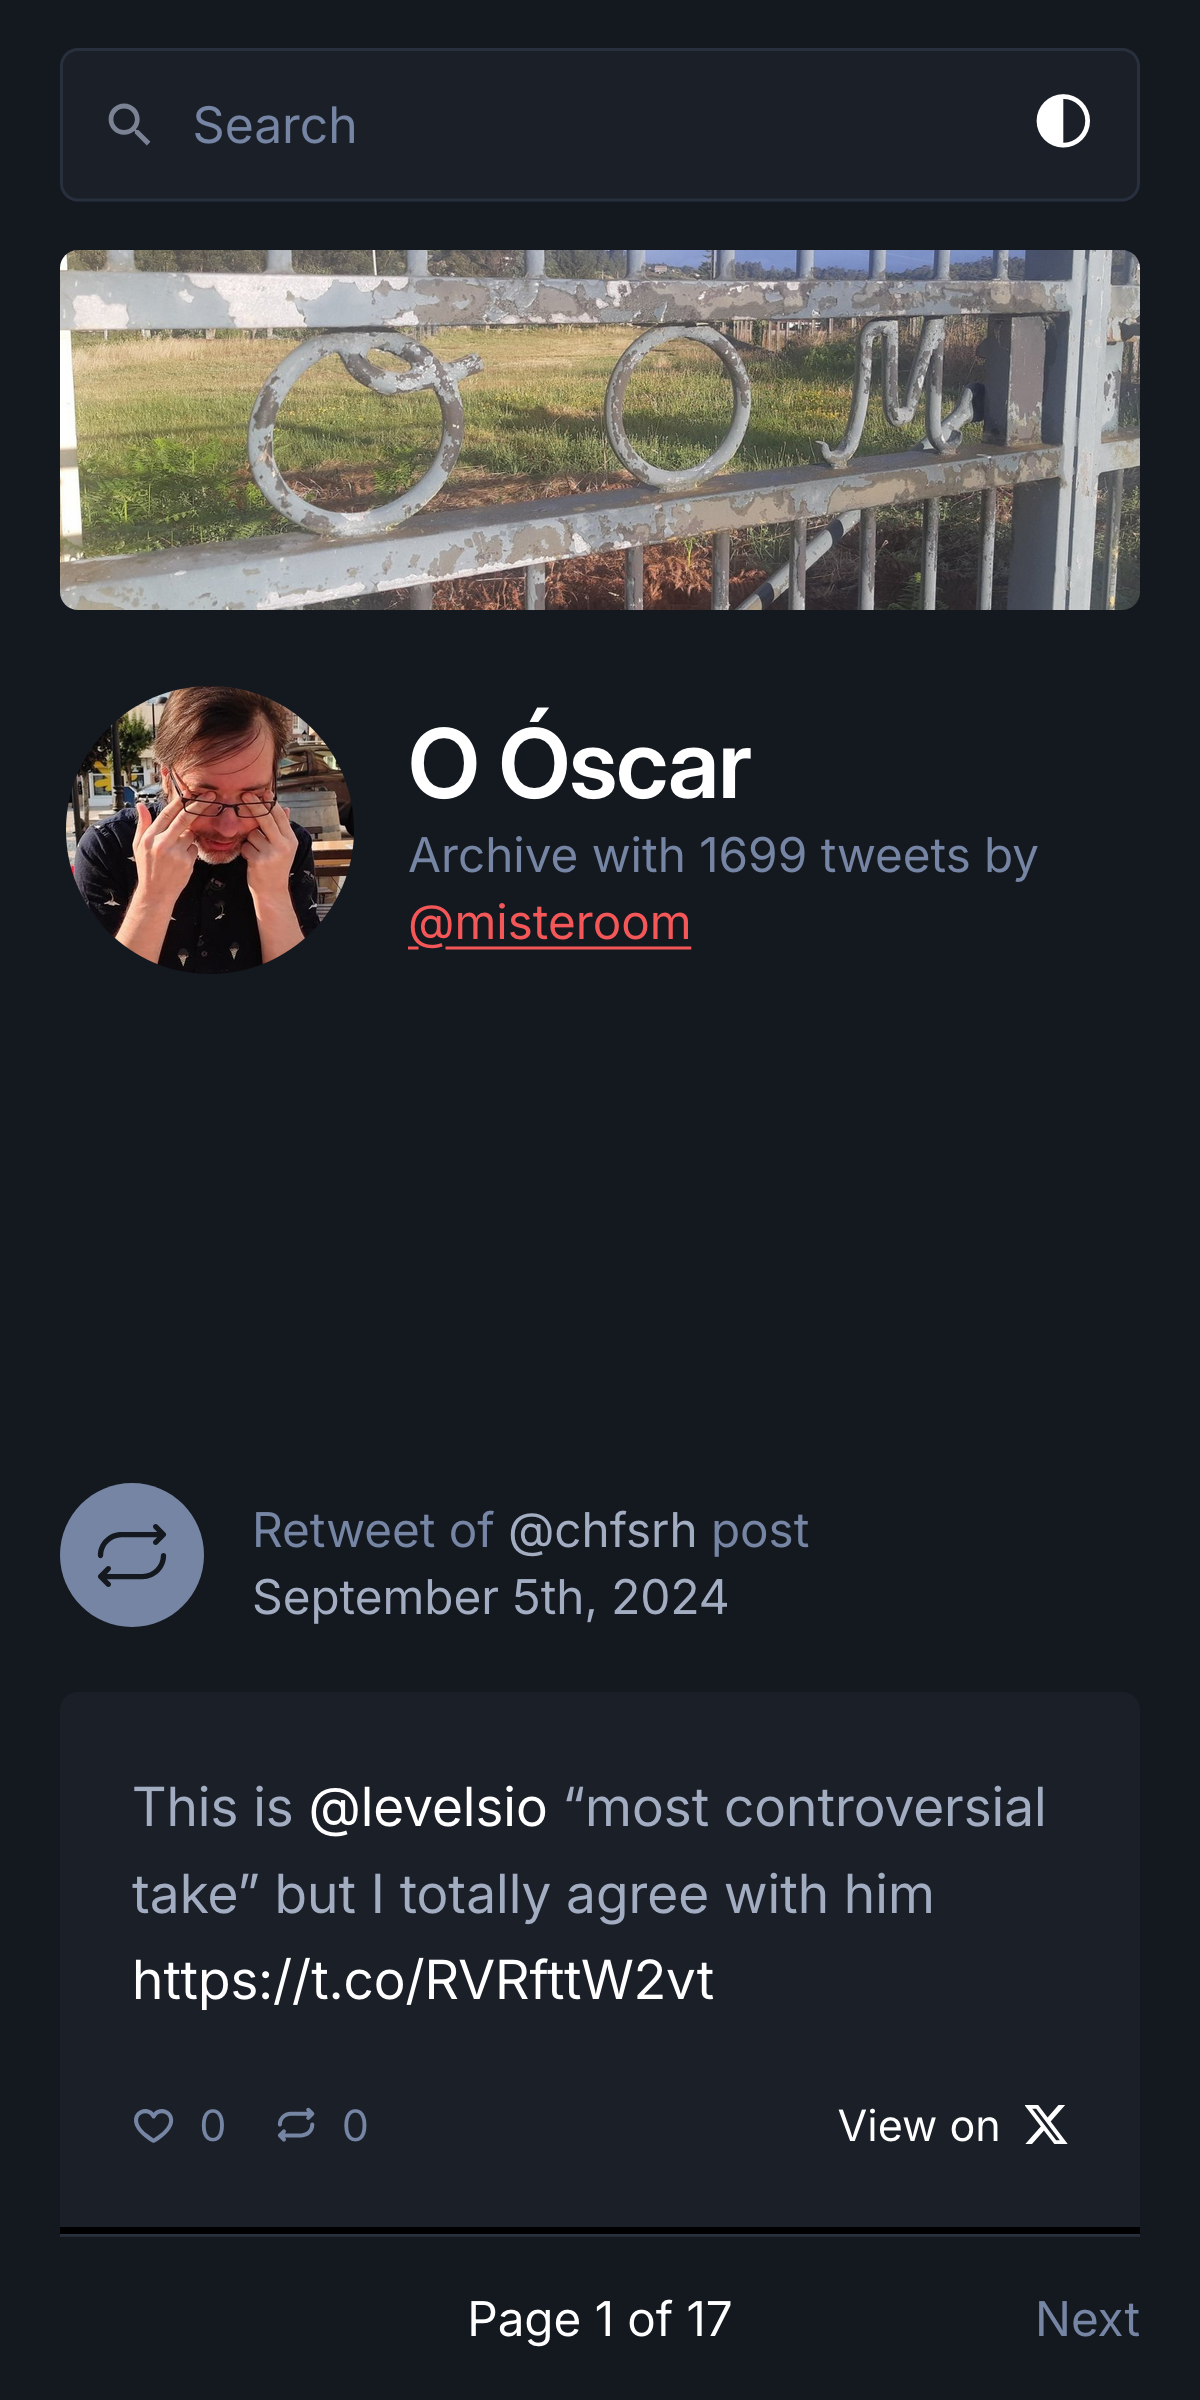 Search
O Óscar
Archive with 1699 tweets by
@misteroom
Retweet of @chfsrh post
September 5th, 2024
This is @levelsio “most controversial
take” but I totally agree with him
https://t.co/RVRfttW2vt
0 0 View on X
Page 1 of 17 Next